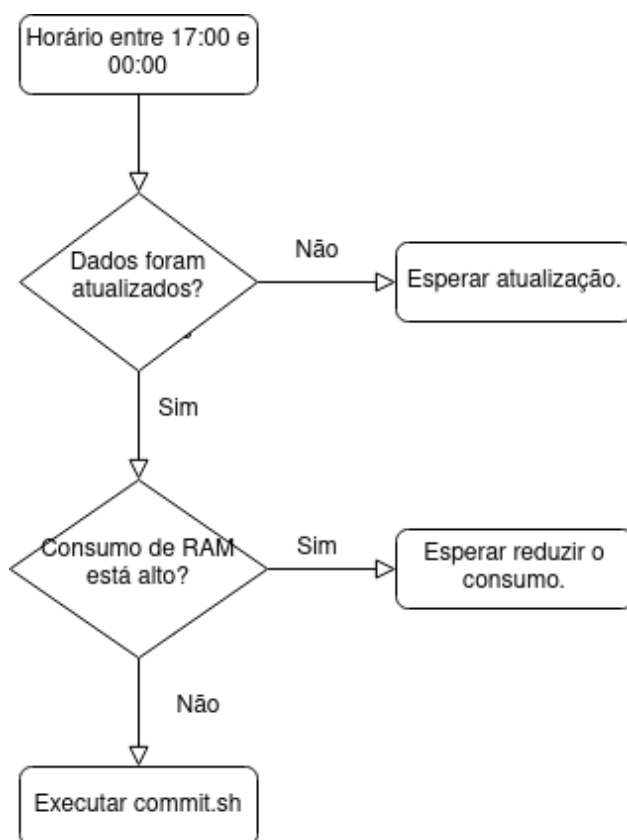 Horário entre 17:00 e
00:00
Dados foram
atualizados?
Não
Esperar atualização.
Sim
Consumo de RAM
está alto?
Sim
Esperar reduzir o
consumo.
Não
Executar commit.sh